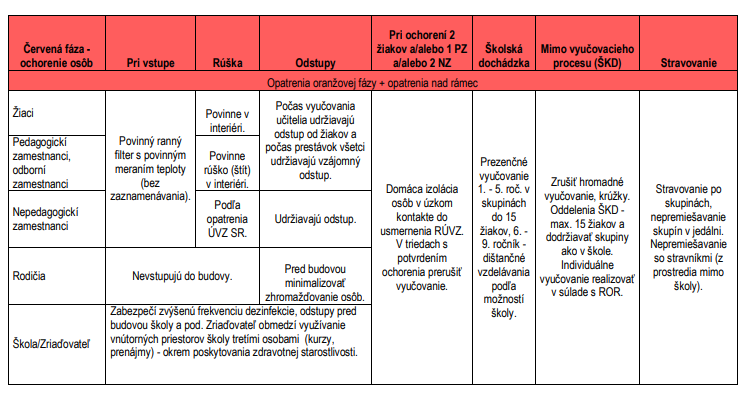 Červená fáza -
ochorenie osôb
Pri vstupe
Rúška
Odstupy
Pri ochorení 2
žiakov a/alebo 1 PZ
a/alebo 2 NZ
Školská
dochádzka
Mimo vyučovacieho
procesu (ŠKD)
Stravovanie
Opatrenia oranžovej fázy + opatrenia nad rámec
Žiaci
Pedagogickí
zamestnanci,
odborní
zamestnanci
Nepedagogickí
zamestnanci
Rodičia
Škola/Zriaďovateľ
Povinný ranný
filter s povinným
meraním teploty
(bez
zaznamenávania).
Povinne v
interiéri.
Povinne
rúško (štít)
v interiéri.
Podľa
opatrenia
ÚVZ SR.
Počas vyučovania
učitelia udržiavajú
odstup od žiakov a
počas prestávok všetci
udržiavajú vzájomný
odstup.
Udržiavajú odstup.
Nevstupujú do budovy.
Pred budovou
minimalizovať
zhromažďovanie osôb.
Zabezpečí zvýšenú frekvenciu dezinfekcie, odstupy pred
budovou školy a pod. Zriaďovateľ obmedzí využívanie
vnútorných priestorov školy tretími osobami (kurzy,
prenájmy) - okrem poskytovania zdravotnej starostlivosti.
Domáca izolácia
osôb v úzkom
kontakte do
usmernenia RÚVZ.
V triedach s
potvrdením
ochorenia prerušiť
vyučovanie.
Prezenčné
vyučovanie
1. - 5. roč. v
skupinách
do 15
žiakov, 6. -
9. ročník -
dištančné
vzdelávania
podľa
možností
školy.
Zrušiť hromadné
vyučovanie, krúžky.
Oddelenia ŠKD -
max. 15 žiakov a
dodržiavať skupiny
ako v škole.
Individuálne
vyučovanie realizovať
v súlade s ROR.
Stravovanie po
skupinách,
nepremiešavanie
skupín v jedálni.
Nepremiešavanie
so stravníkmi (z
prostredia mimo
školy).